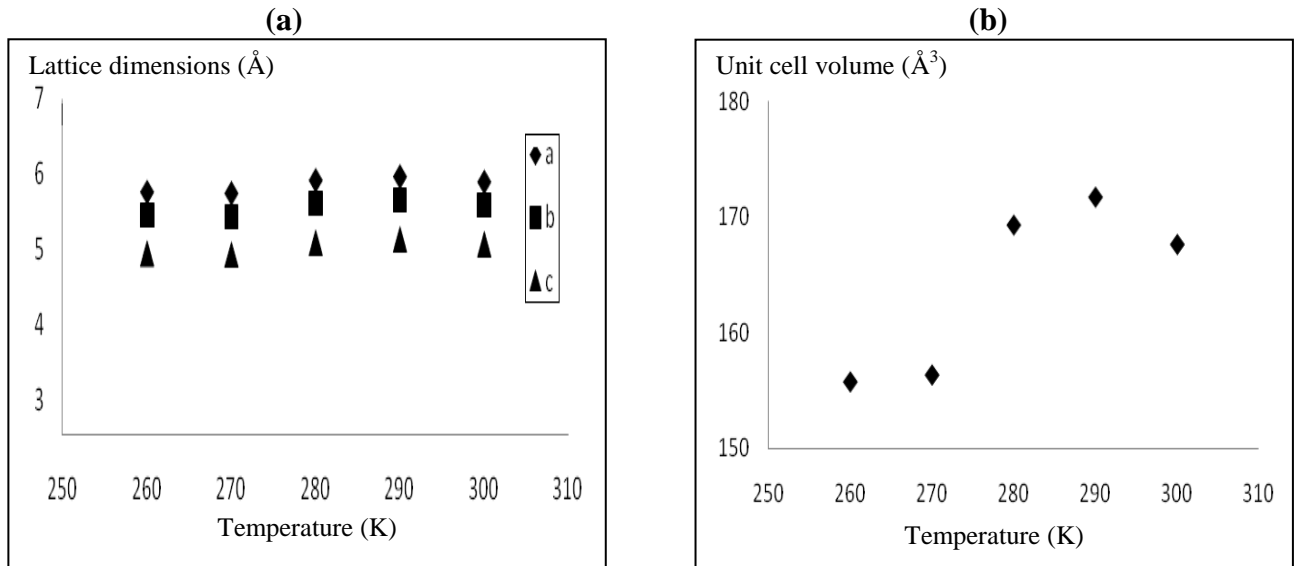 (a)
Lattice dimensions (Å)
7
6
5
4
3
250 260 270 280 290 300 310
Temperature (K)
a
b
c
(b)
Unit cell volume (Å³)
180
170
160
150
250 260 270 280 290 300 310
Temperature (K)